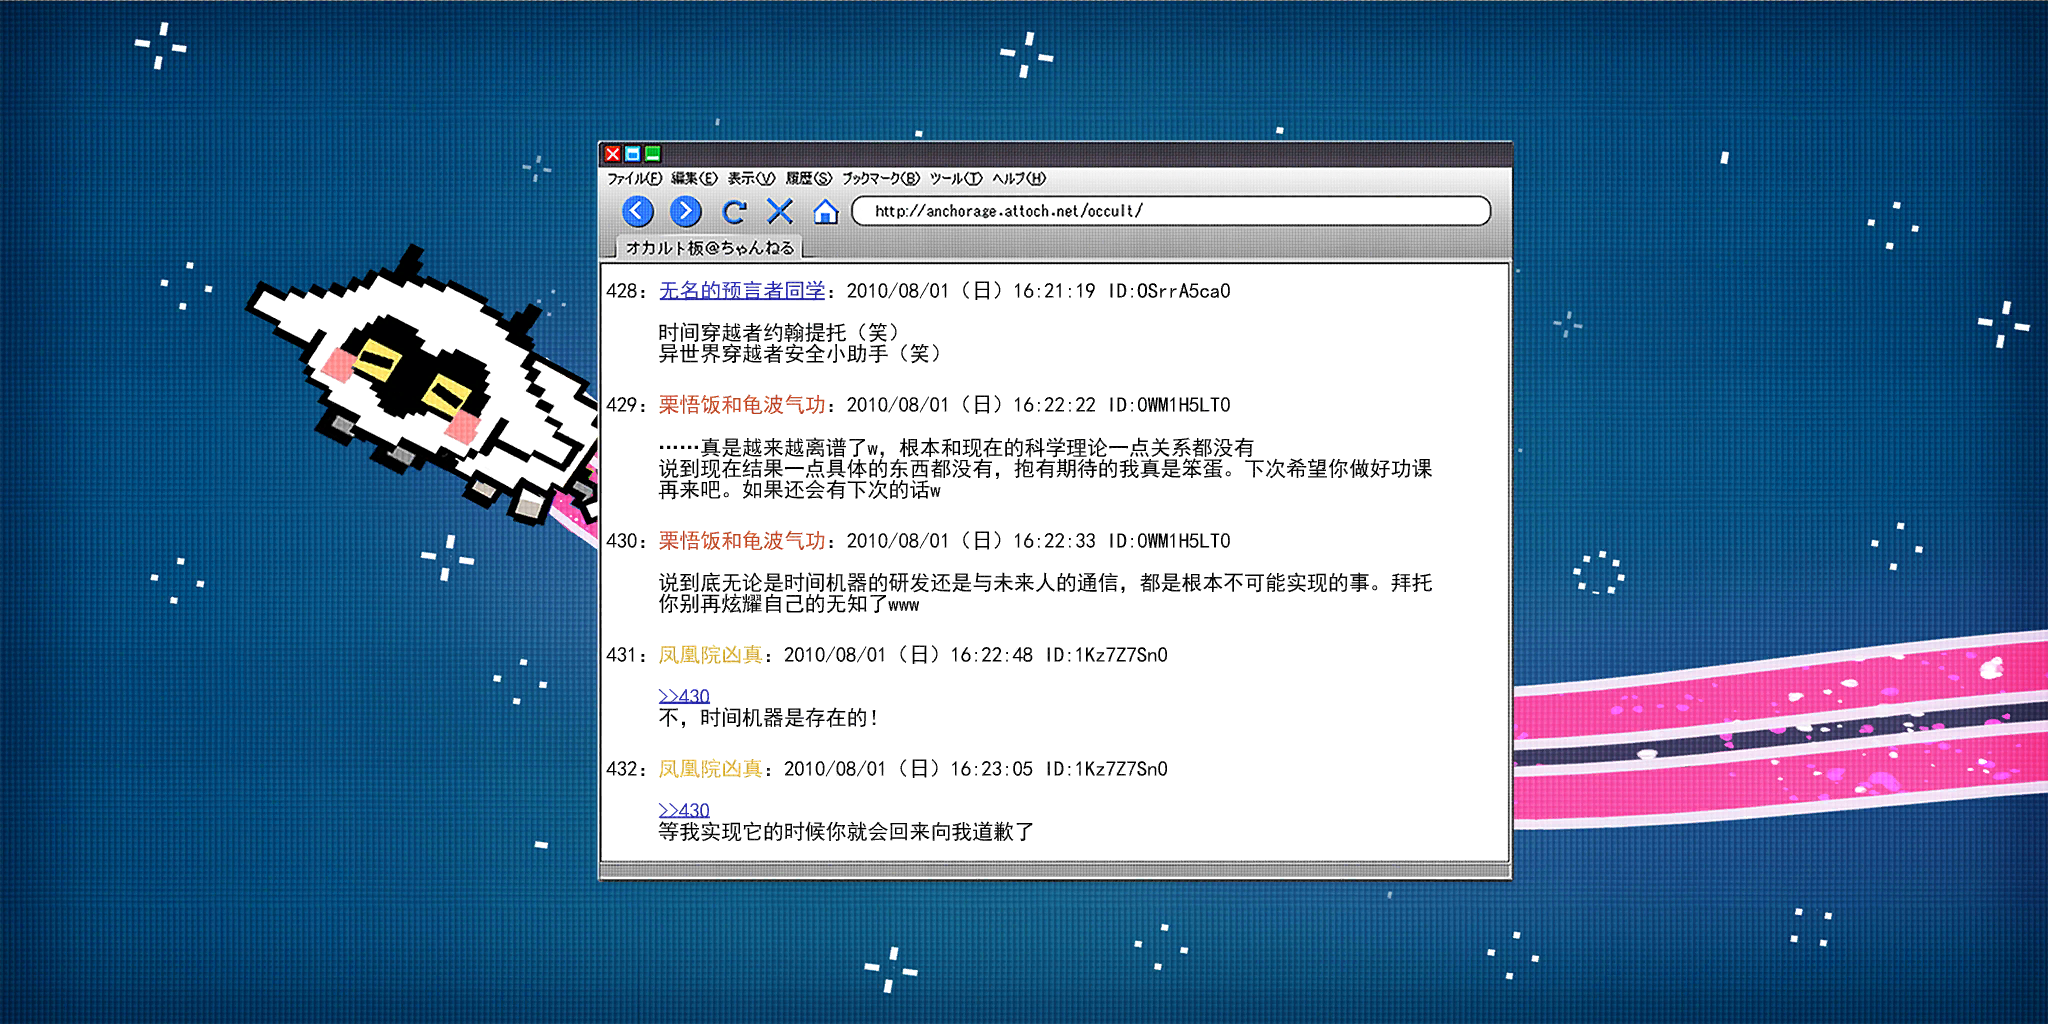 ファイル(F) 編集(E) 表示(V) 履歴(S) ブックマーク(B) ツール(T) ヘルプ(H)
http://anchorage.attoch.net/occult/
オカルト板@ちゃんねる
428: 无名的预言者同学: 2010/08/01（日）16:21:19 ID:OSrrA5ca0
时间穿越者约翰提托（笑）
异世界穿越者安全小助手（笑）
429: 栗悟饭和龟波气功: 2010/08/01（日）16:22:22 ID:0WM1H5LT0
……真是越来越离谱了w, 根本和现在的科学理论一点关系都没有
说到现在结果一点具体的东西都没有, 抱有期待的我真是笨蛋。下次希望你做好功课
再来吧。如果还会有下次的话w
430: 栗悟饭和龟波气功: 2010/08/01（日）16:22:33 ID:0WM1H5LT0
说到底无论是时间机器的研发还是与未来人的通信, 都是根本不可能实现的事。拜托
你别再炫耀自己的无知了www
431: 凤凰院凶真: 2010/08/01（日）16:22:48 ID:1Kz7Z7Sn0
>>430
不, 时间机器是存在的!
432: 凤凰院凶真: 2010/08/01（日）16:23:05 ID:1Kz7Z7Sn0
>>430
等我实现它的时候你就会回来向我道歉了